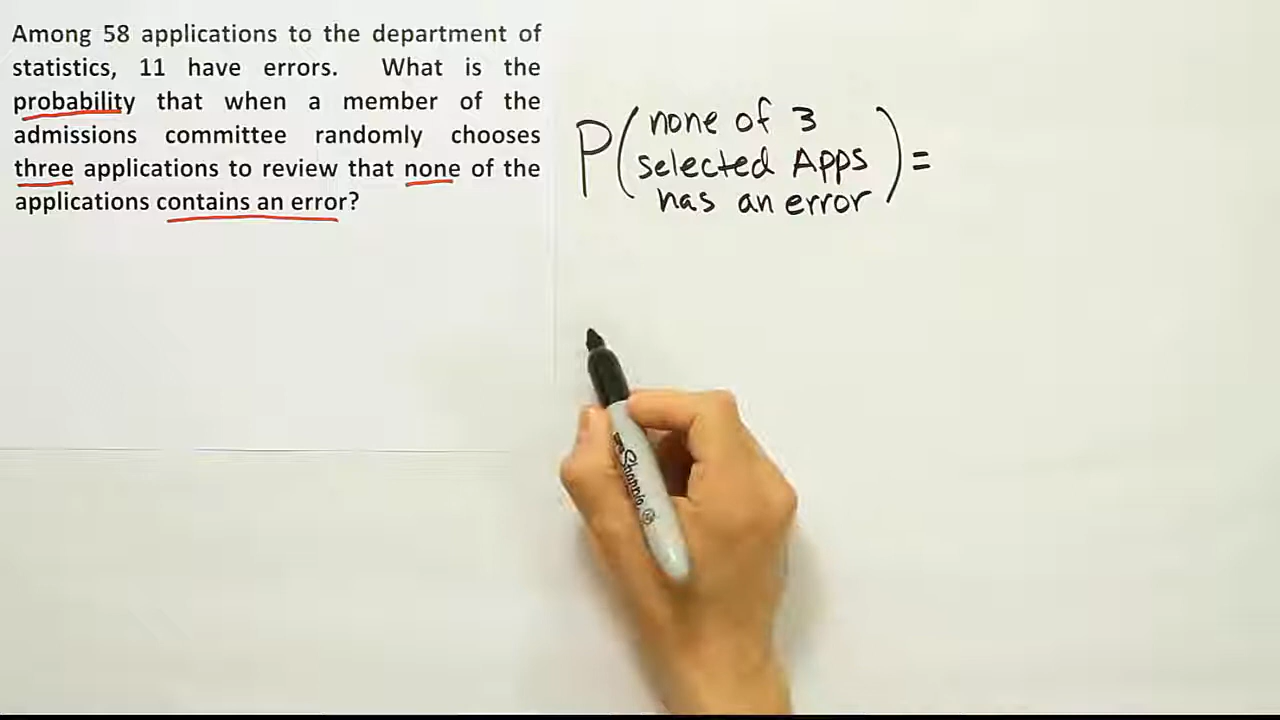 Among 58 applications to the department of
statistics, 11 have errors. What is the
probability that when a member of the
admissions committee randomly chooses
three applications to review that none of the
applications contains an error?
P( none of 3
selected Apps
has an error ) =
Sharpie